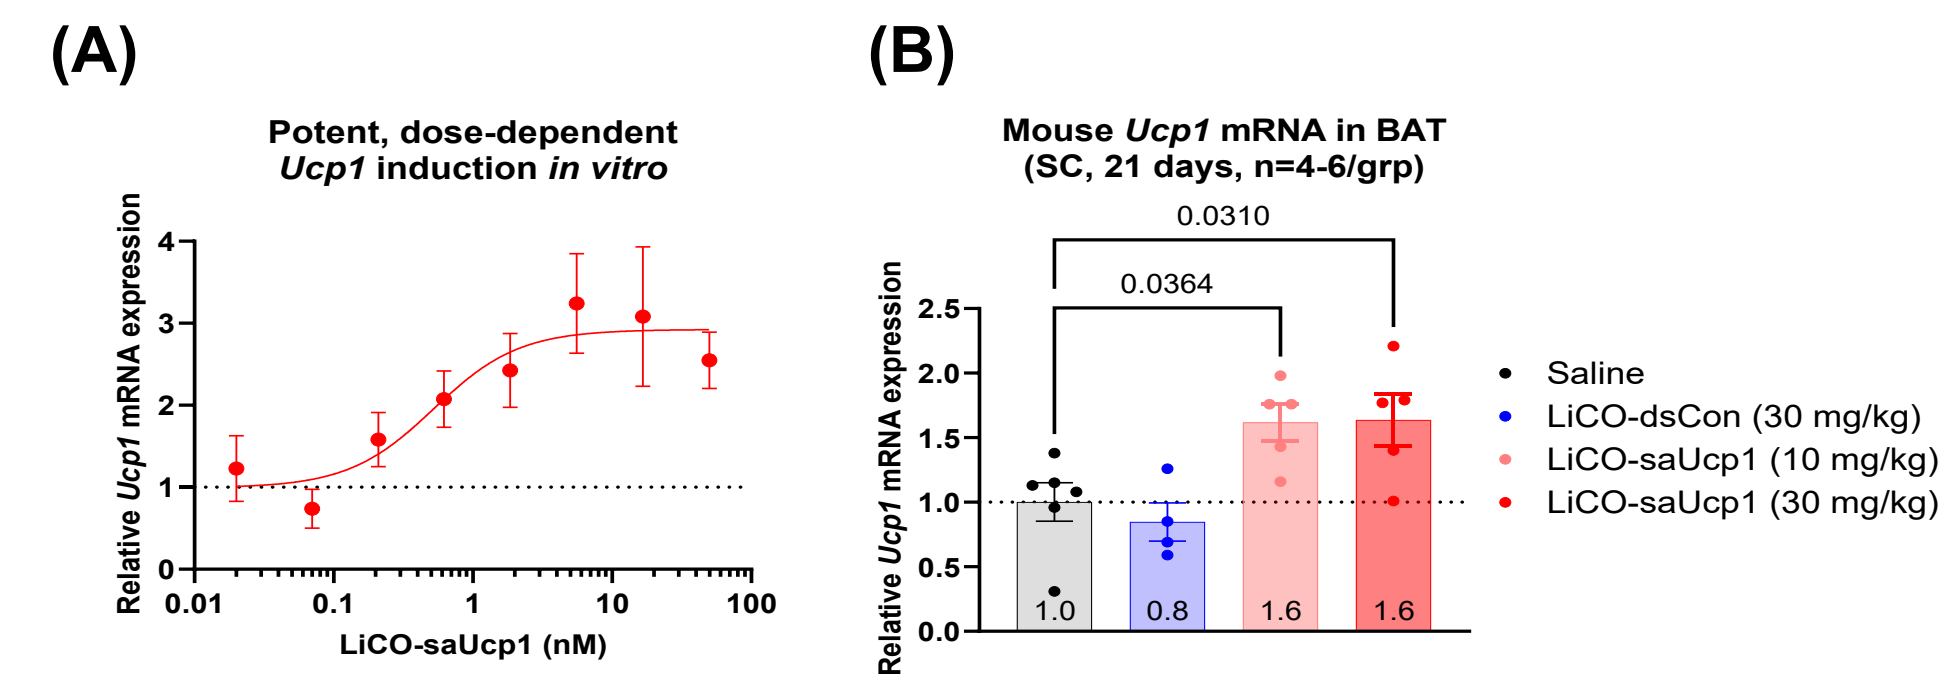 (A)
Potent, dose-dependent
Ucp1 induction in vitro
Relative Ucp1 mRNA expression
4
3
2
1
0
0.01 0.1 1 10 100
LiCO-saUcp1 (nM)
(B)
Mouse Ucp1 mRNA in BAT
(SC, 21 days, n=4-6/grp)
0.0310
0.0364
Relative Ucp1 mRNA expression
2.5
2.0
1.5
1.0
0.5
0.0
1.0 0.8 1.6 1.6
Saline
LiCO-dsCon (30 mg/kg)
LiCO-saUcp1 (10 mg/kg)
LiCO-saUcp1 (30 mg/kg)